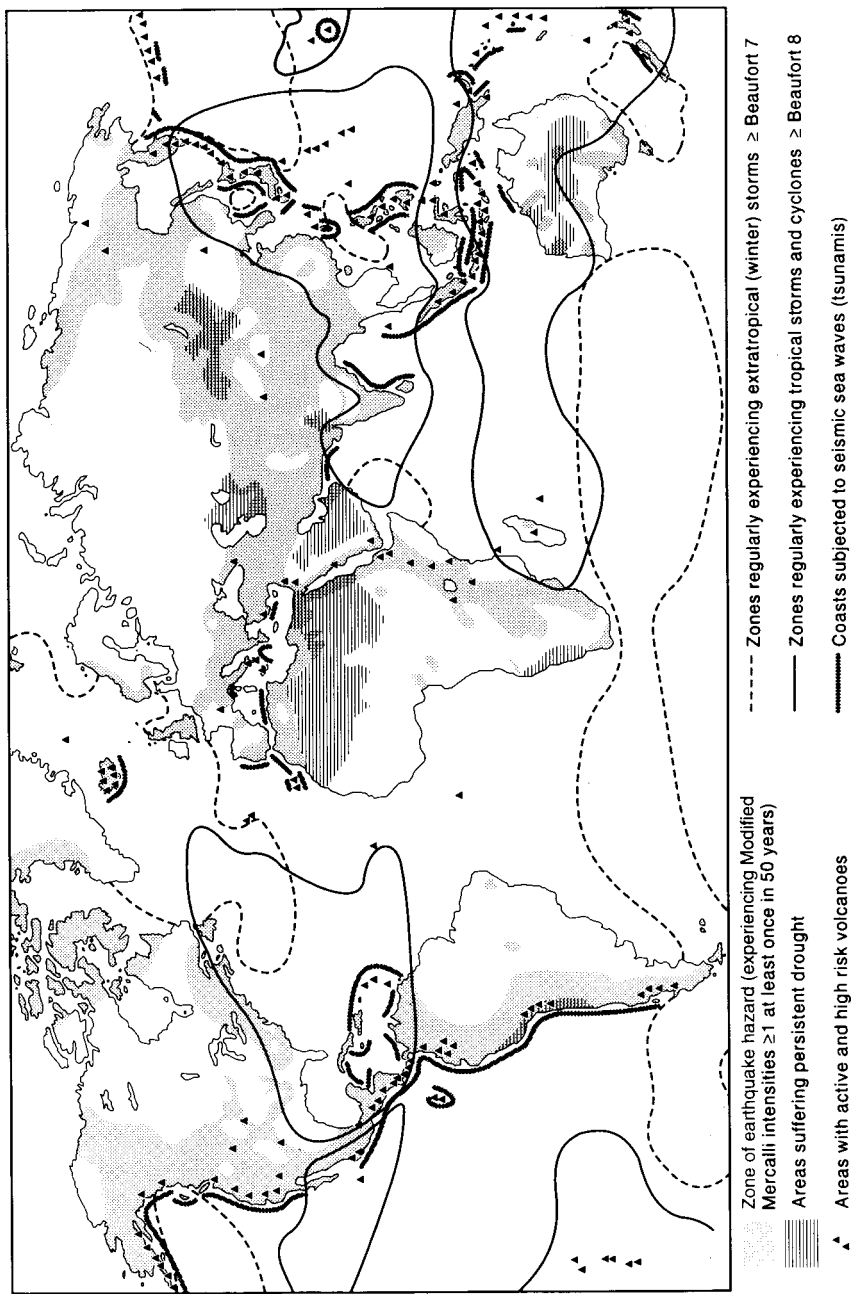 Zone of earthquake hazard (experiencing Modified
Mercalli intensities ≥1 at least once in 50 years)
Areas suffering persistent drought
Areas with active and high risk volcanoes
Zones regularly experiencing extratropical (winter) storms ≥ Beaufort 7
Zones regularly experiencing tropical storms and cyclones ≥ Beaufort 8
Coasts subjected to seismic sea waves (tsunamis)